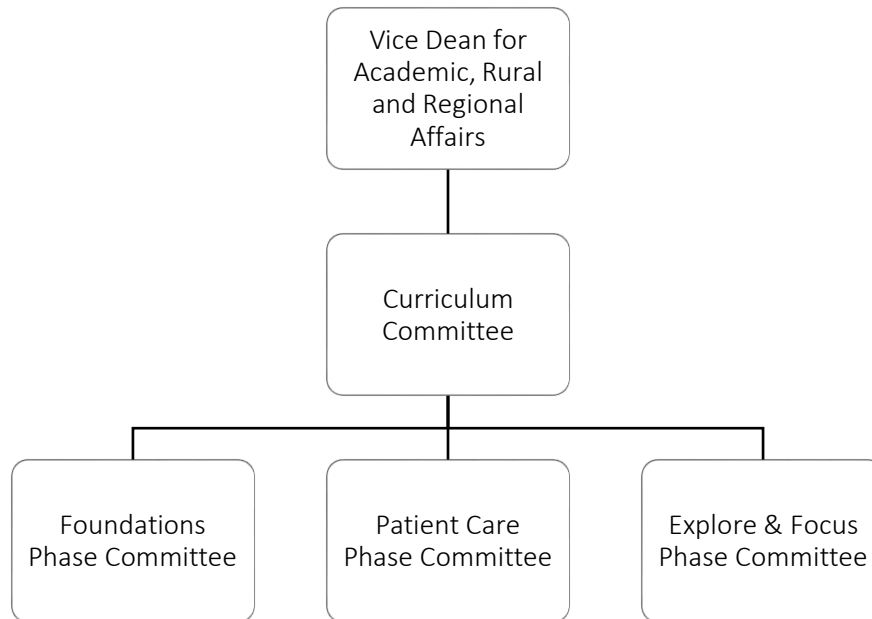 Vice Dean for
Academic, Rural
and Regional
Affairs
Curriculum
Committee
Foundations
Phase Committee
Patient Care
Phase Committee
Explore & Focus
Phase Committee